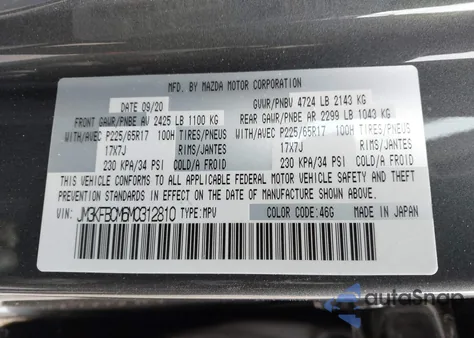 MFD. BY MAZDA MOTOR CORPORATION
DATE 09/20 GVWR/PNBV 4724 LB 2143 KG
FRONT GAWR/PNBE AV 2425 LB 1100 KG REAR GAWR/PNBE AR 2299 LB 1043 KG
WITH/AVEC P225/65R17 100H TIRES/PNEUS WITH/AVEC P225/65R17 100H TIRES/PNEUS
17X7J RIMS/JANTES 17X7J RIMS/JANTES
230 KPA/34 PSI COLD/A FROID 230 KPA/34 PSI COLD/A FROID
THIS VEHICLE CONFORMS TO ALL APPLICABLE FEDERAL MOTOR VEHICLE SAFETY AND THEFT
PREVENTION STANDARDS IN EFFECT ON THE DATE OF MANUFACTURE SHOWN ABOVE.
VIN: JM3KFBCM6M0312810 TYPE: MPV COLOR CODE: 46G MADE IN JAPAN
autoSnap